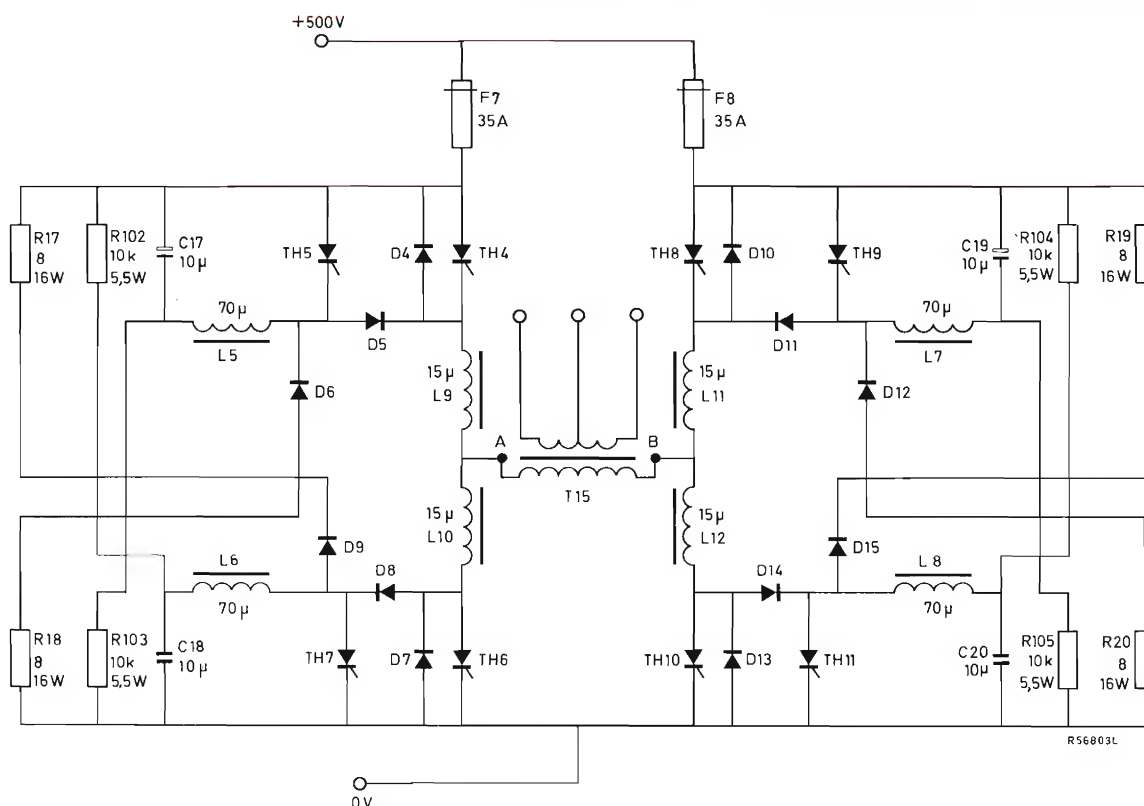 +500V
F7
35A
F8
35A
R17
8
16W
R102
10k
5,5W
C17
10µ
TH5
D4
TH4
TH8
D10
TH9
C19
10µ
R104
10k
5,5W
R19
8
16W
70µ
L5
D5
D11
70µ
L7
D6
15µ
L9
15µ
L11
D12
A
B
T15
15µ
L10
15µ
L12
D9
D15
L6
70µ
D8
D14
L8
70µ
R18
8
16W
R103
10k
5,5W
C18
10µ
TH7
D7
TH6
TH10
D13
TH11
C20
10µ
R105
10k
5,5W
R20
8
16W
RS6803L
0V